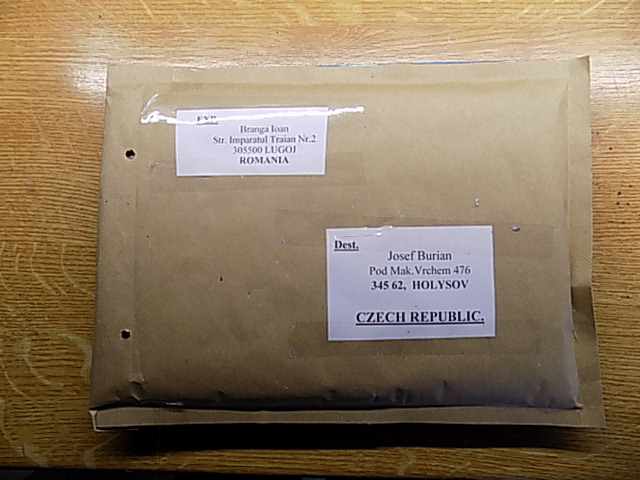 EXP.
Branga Ioan
Str. Imparatul Traian Nr.2
305500 LUGOJ
ROMANIA
Dest.
Josef Burian
Pod Mak.Vrchem 476
345 62, HOLYSOV
CZECH REPUBLIC.